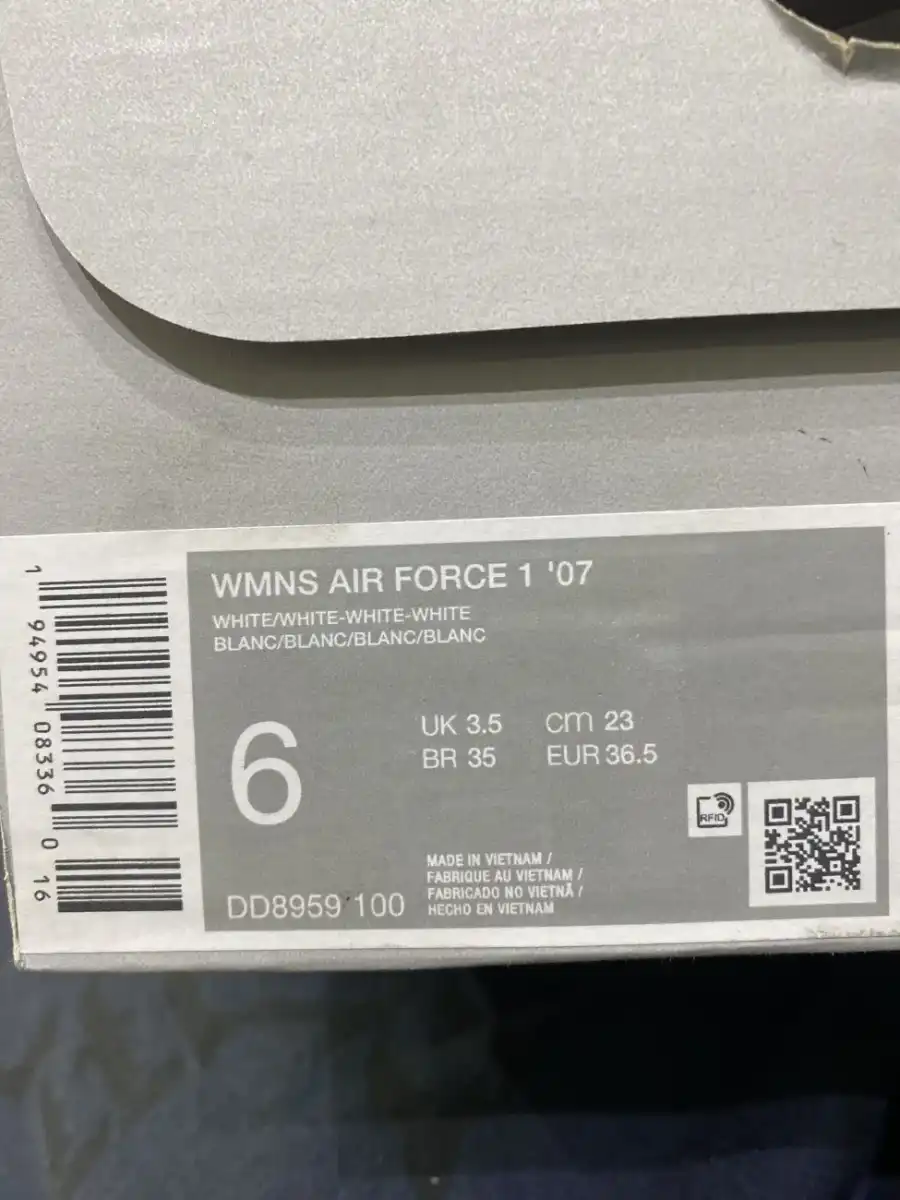 1 94954 08336 0 16
WMNS AIR FORCE 1 '07
WHITE/WHITE-WHITE-WHITE
BLANC/BLANC/BLANC/BLANC
6
UK 3.5 cm 23
BR 35 EUR 36.5
RFID
MADE IN VIETNAM /
FABRIQUE AU VIETNAM /
FABRICADO NO VIETNÃ /
HECHO EN VIETNAM
DD8959 100